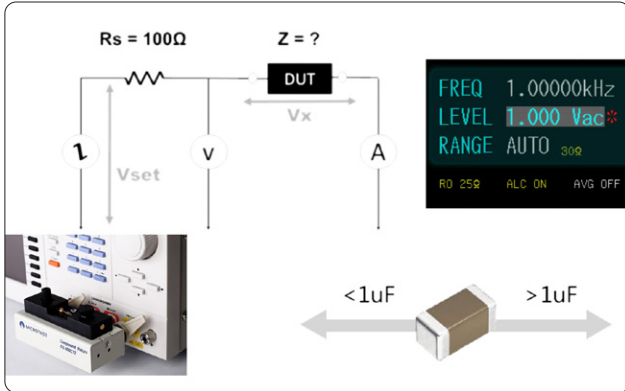 Rs = 100Ω
Z = ?
DUT
Vx
Vset
V
A
FREQ 1.00000kHz
LEVEL 1.000 Vac*
RANGE AUTO 30Ω
RO 25Ω ALC ON AVG OFF
<1uF
>1uF